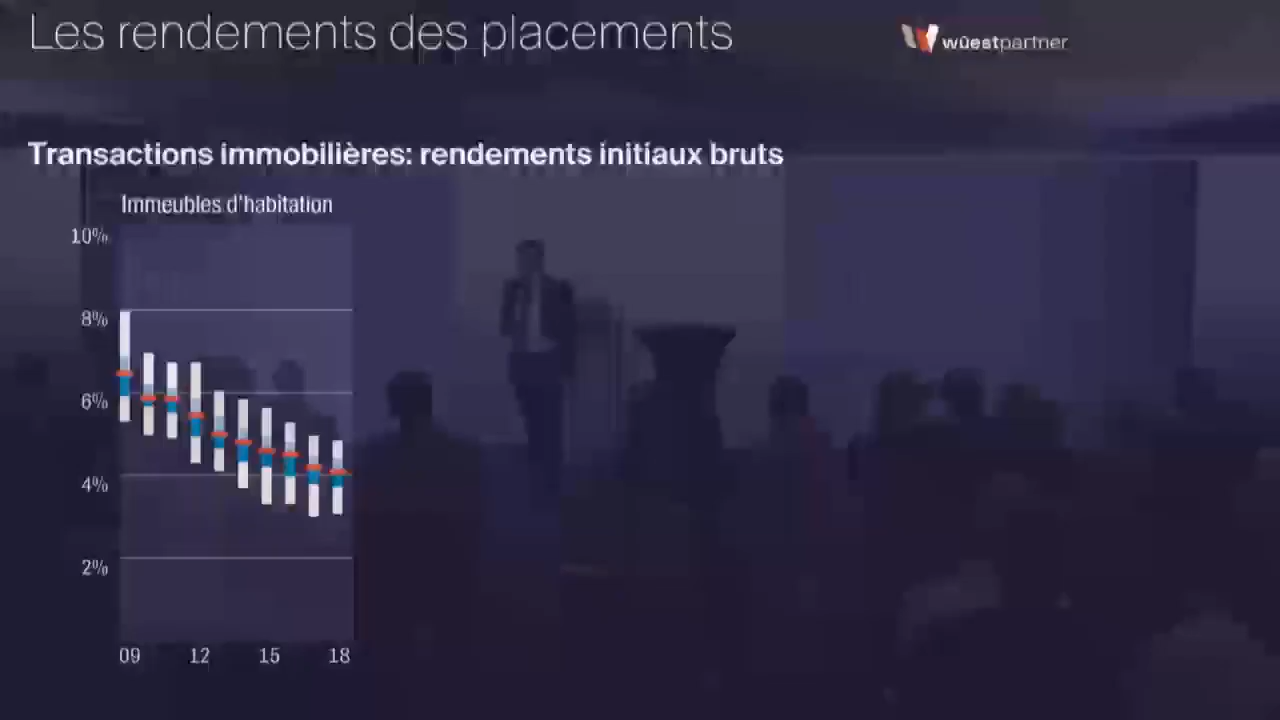 Les rendements des placements
wüestpartner
Transactions immobilières: rendements initiaux bruts
Immeubles d'habitation
10%
8%
6%
4%
2%
09 12 15 18